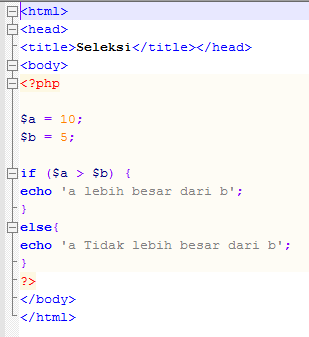 <html>
<head>
<title>Seleksi</title></head>
<body>
<?php
$a = 10;
$b = 5;
if ($a > $b) {
echo 'a lebih besar dari b';
}
else{
echo 'a Tidak lebih besar dari b';
}
?>
</body>
</html>